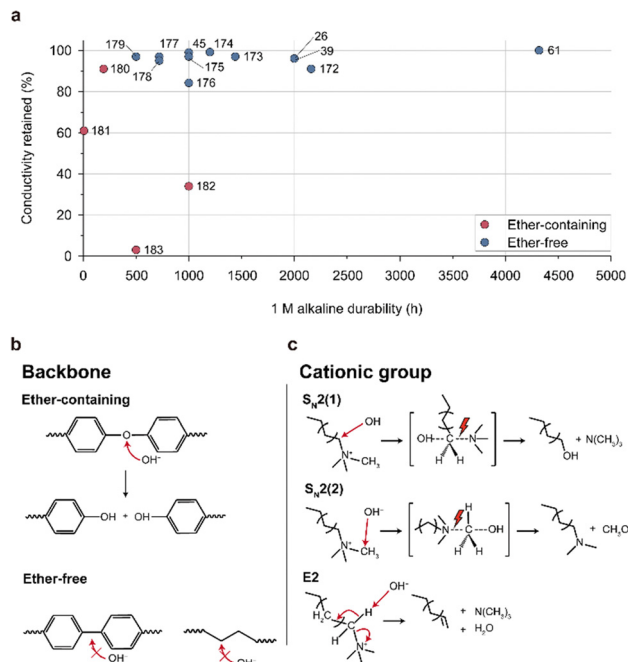 a
Conductivity retained (%)
100
80
60
40
20
0
179
177
45
174
26
39
61
180
178
175
173
172
176
181
182
183
Ether-containing
Ether-free
0 500 1000 1500 2000 2500 3000 3500 4000 4500 5000
1 M alkaline durability (h)
b
Backbone
Ether-containing
O
OH⁻
OH + OH
Ether-free
OH⁻
OH⁻
c
Cationic group
S_N2(1)
OH
N⁺ CH₃
OH C N
H H
OH + N(CH₃)₃
S_N2(2)
OH⁻
N⁺ CH₃
N C OH
H H H
N + CH₃O
E2
OH⁻
H₂C H
C
H
N⁺
+ N(CH₃)₃
+ H₂O